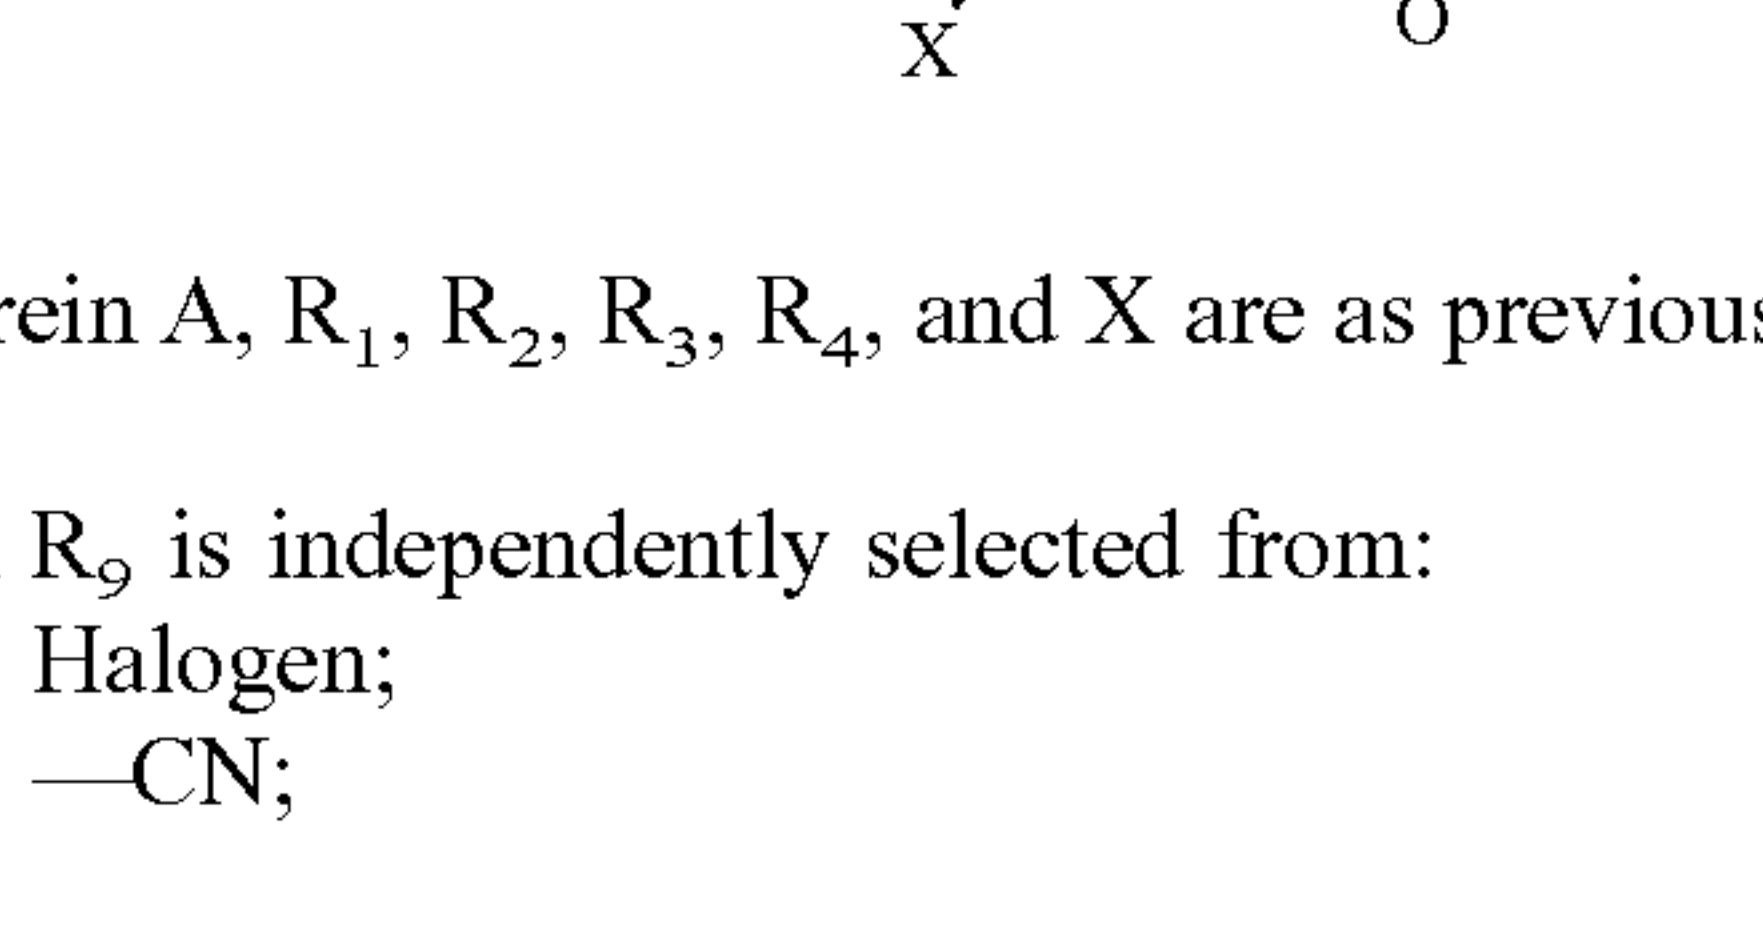 X O
rein A, R₁, R₂, R₃, R₄, and X are as previous
R₉ is independently selected from:
Halogen;
—CN;